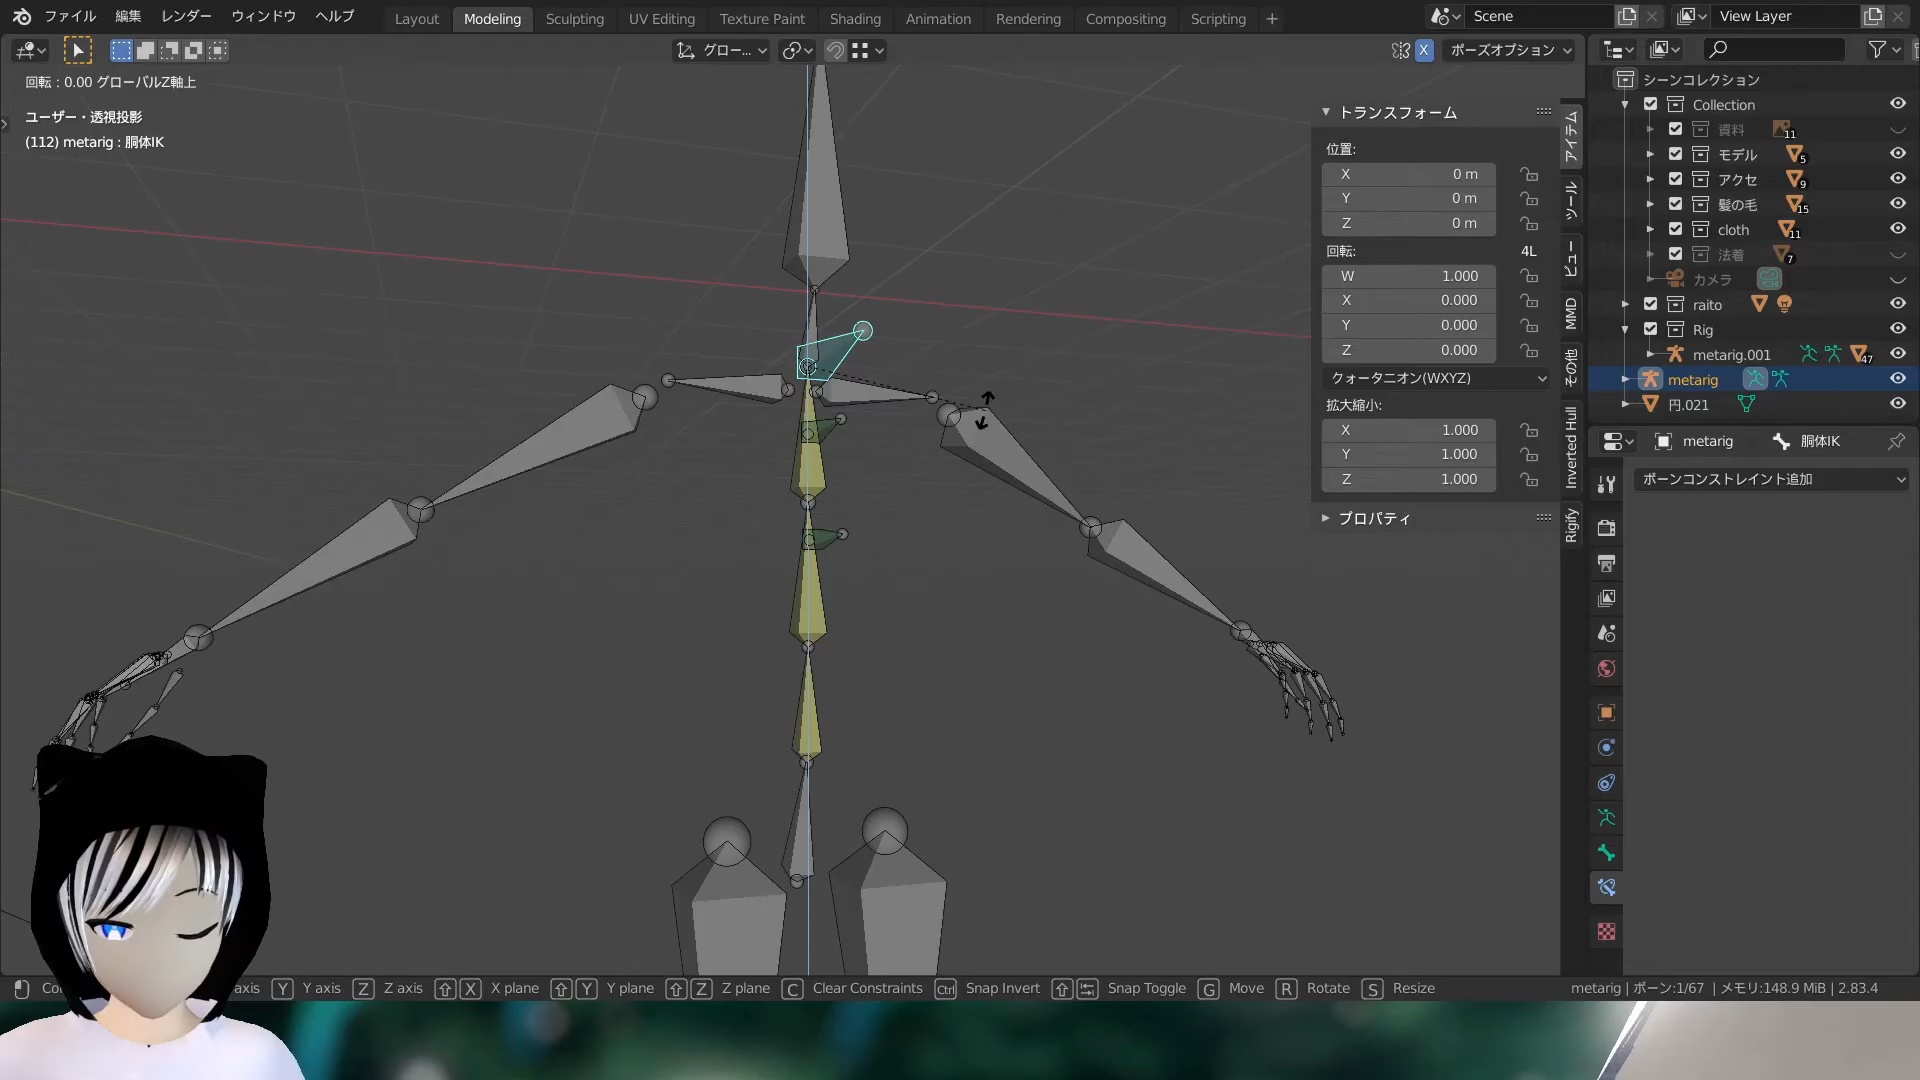 ファイル 編集 レンダー ウィンドウ ヘルプ Layout Modeling Sculpting UV Editing Texture Paint Shading Animation Rendering Compositing Scripting + Scene View Layer
グロー... X ポーズオプション
回転 : 0.00 グローバルZ軸上
ユーザー・透視投影
(112) metarig : 胴体IK
トランスフォーム
位置:
X 0 m
Y 0 m
Z 0 m
回転: 4L
W 1.000
X 0.000
Y 0.000
Z 0.000
クォータニオン(WXYZ)
拡大縮小:
X 1.000
Y 1.000
Z 1.000
プロパティ
アイテム
ツール
ビュー
MMD
その他
Inverted Hull
Rigify
シーンコレクション
Collection
資料 11
モデル 5
アクセ 9
髪の毛 15
cloth 11
法着 7
カメラ
raito
Rig
metarig.001 47
metarig
円.021
metarig 胴体IK
ボーンコンストレイント追加
Co axis Y Y axis Z Z axis X X plane Y Y plane Z Z plane C Clear Constraints Ctrl Snap Invert Snap Toggle G Move R Rotate S Resize metarig | ボーン:1/67 | メモリ:148.9 MiB | 2.83.4